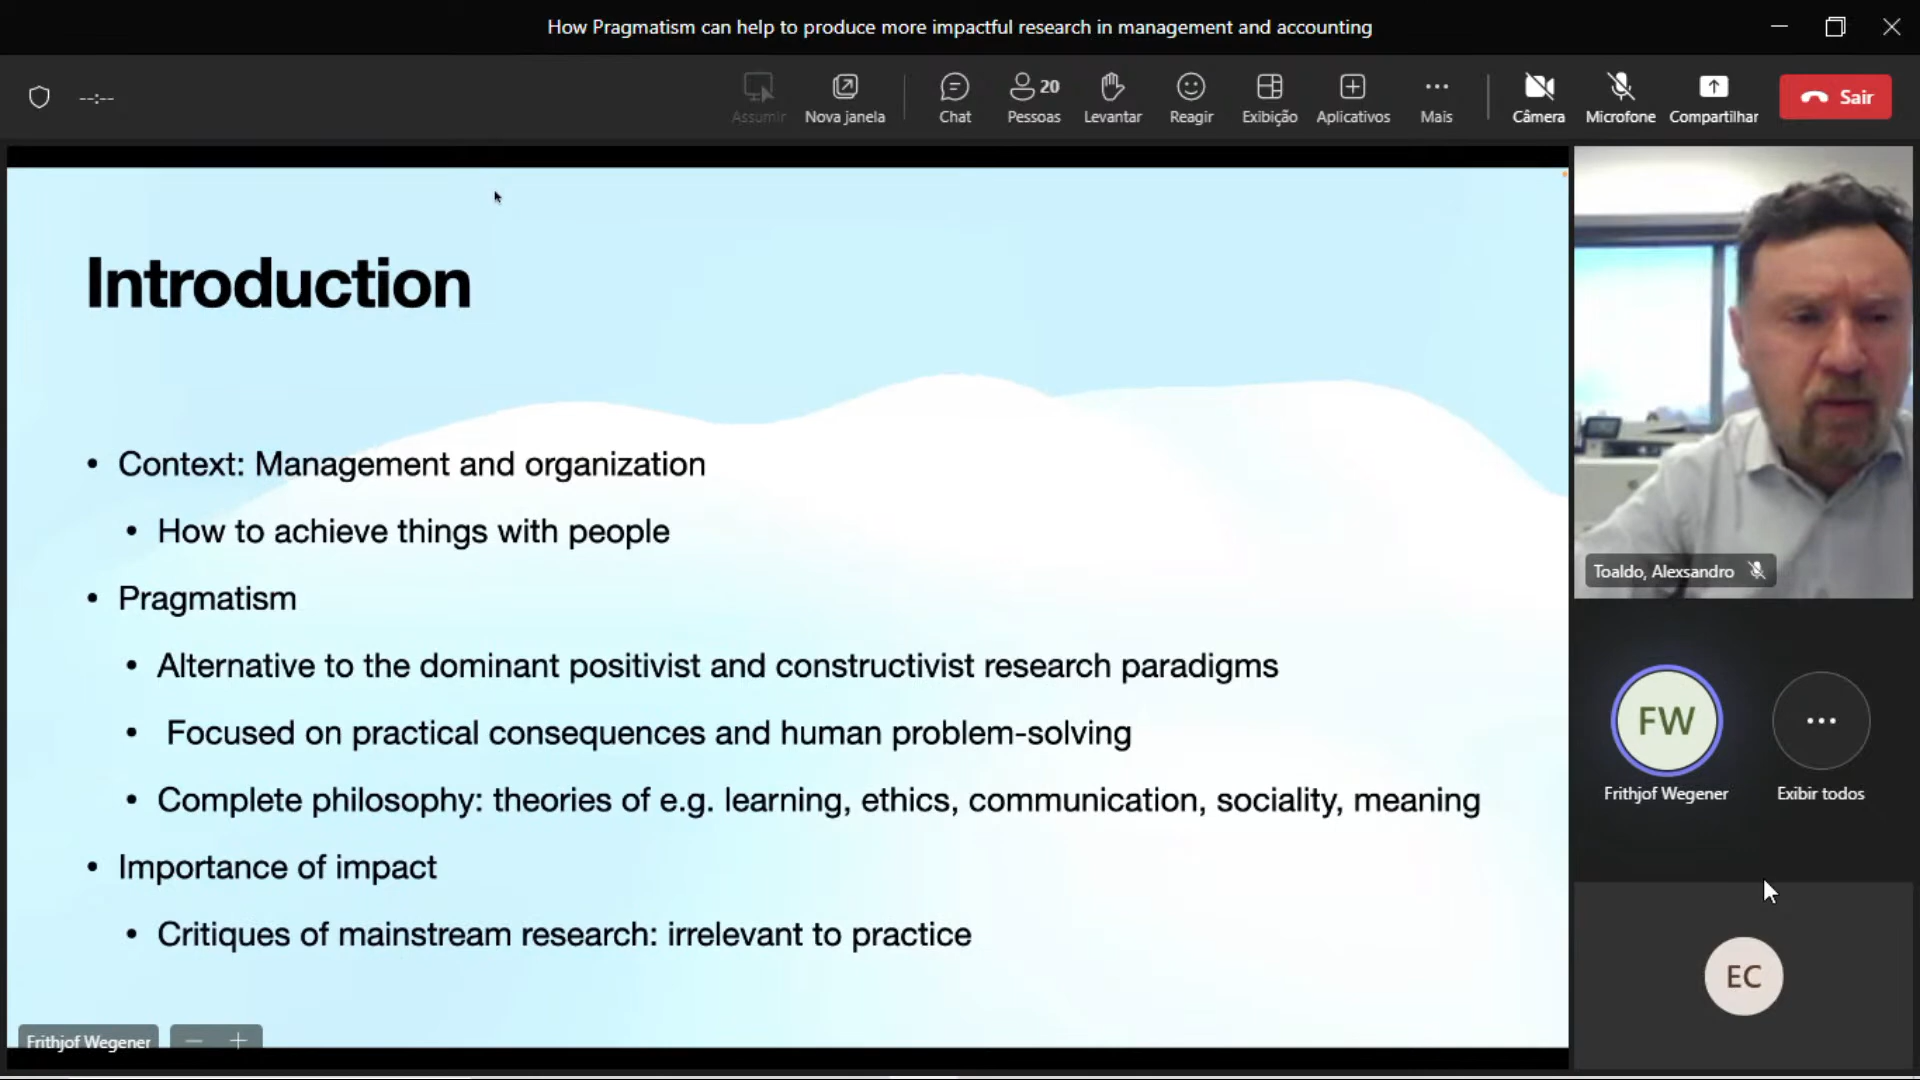 How Pragmatism can help to produce more impactful research in management and accounting
--:--
Assumir
Nova janela
Chat
20
Pessoas
Levantar
Reagir
Exibição
Aplicativos
Mais
Câmera
Microfone
Compartilhar
Sair
Introduction
• Context: Management and organization
• How to achieve things with people
• Pragmatism
• Alternative to the dominant positivist and constructivist research paradigms
• Focused on practical consequences and human problem-solving
• Complete philosophy: theories of e.g. learning, ethics, communication, sociality, meaning
• Importance of impact
• Critiques of mainstream research: irrelevant to practice
Frithjof Wegener
Toaldo, Alexsandro
FW
Frithjof Wegener
Exibir todos
EC